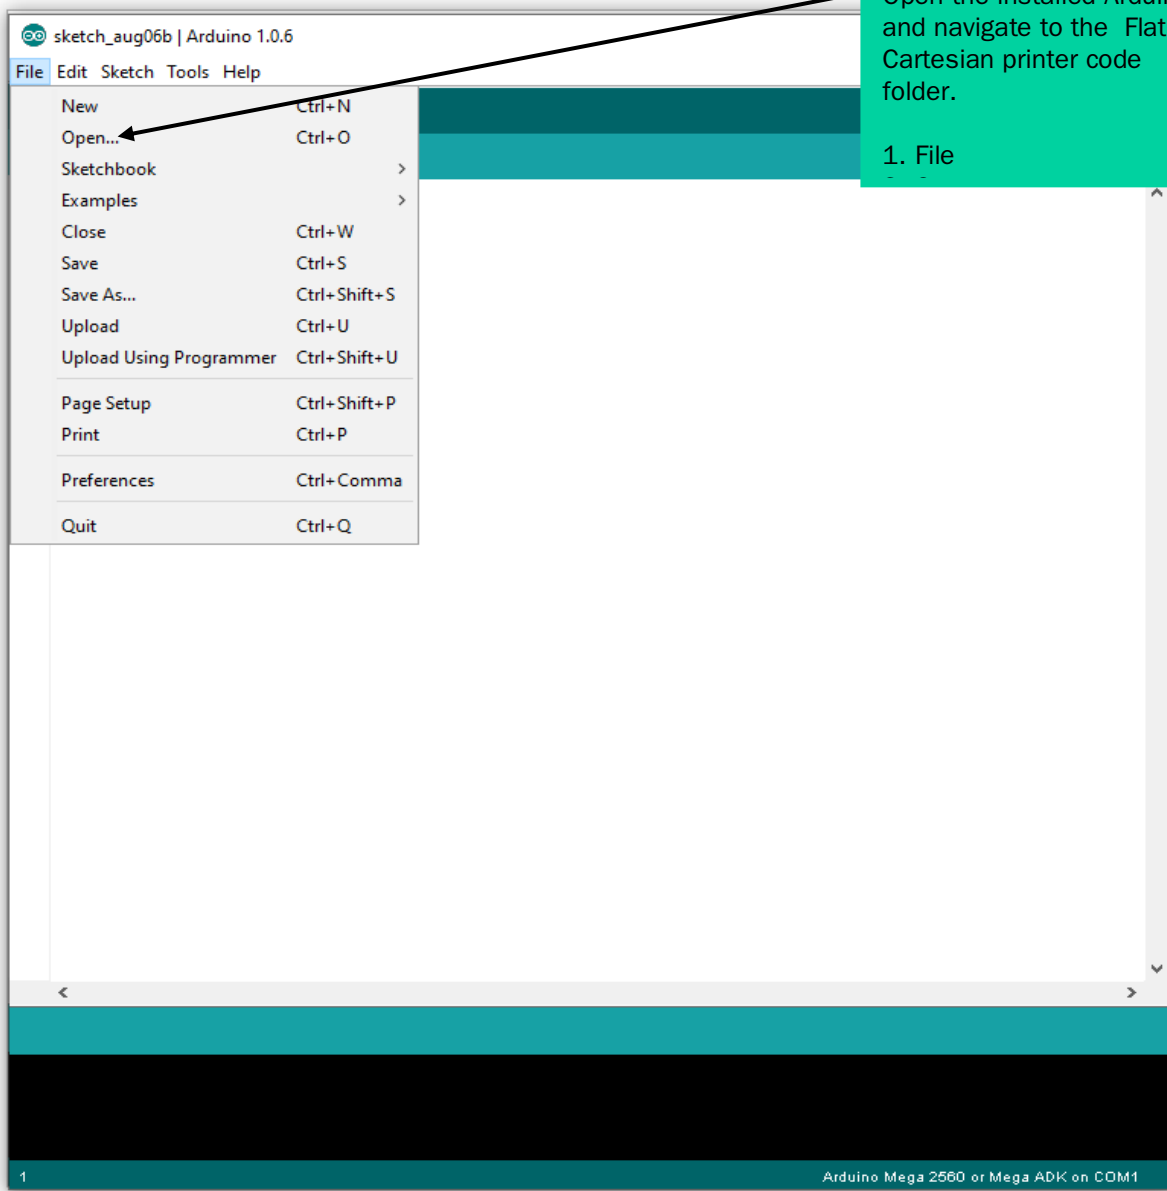 sketch_aug06b | Arduino 1.0.6
File Edit Sketch Tools Help
New Ctrl+N
Open... Ctrl+O
Sketchbook
Examples
Close Ctrl+W
Save Ctrl+S
Save As... Ctrl+Shift+S
Upload Ctrl+U
Upload Using Programmer Ctrl+Shift+U
Page Setup Ctrl+Shift+P
Print Ctrl+P
Preferences Ctrl+Comma
Quit Ctrl+Q
and navigate to the Flat
Cartesian printer code
folder.
1. File
1
Arduino Mega 2560 or Mega ADK on COM1